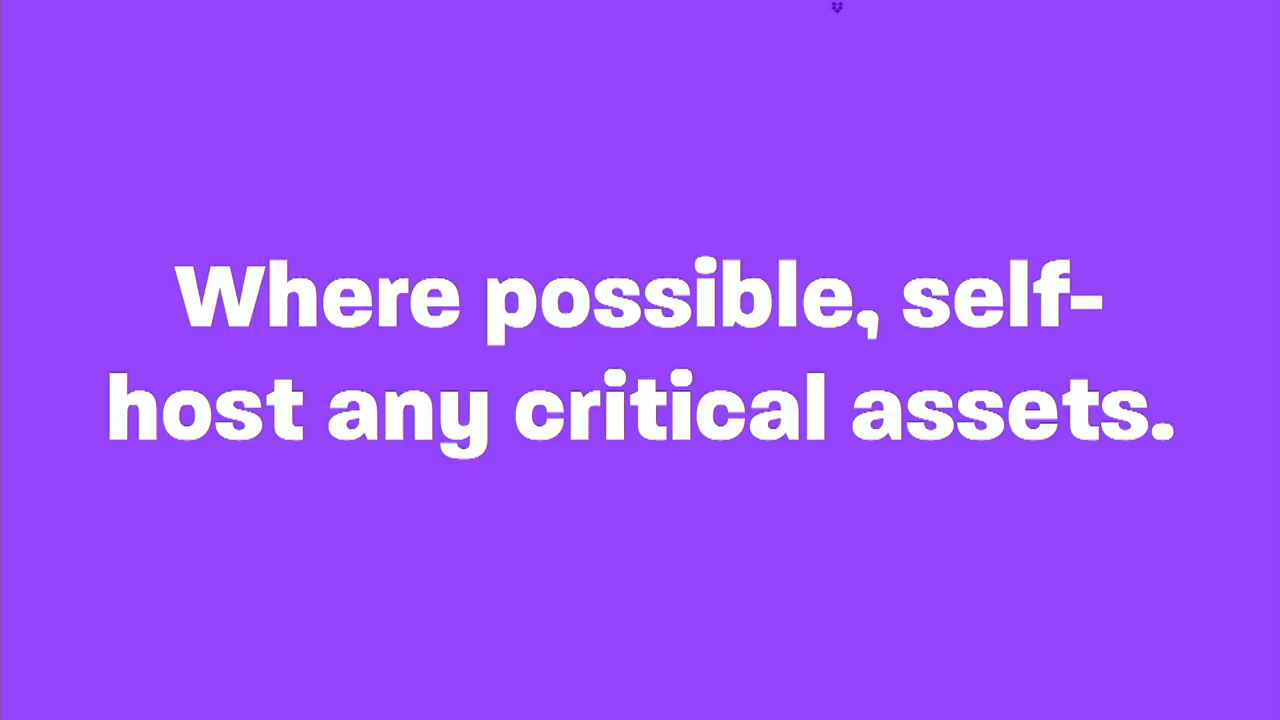 Where possible, self-
host any critical assets.